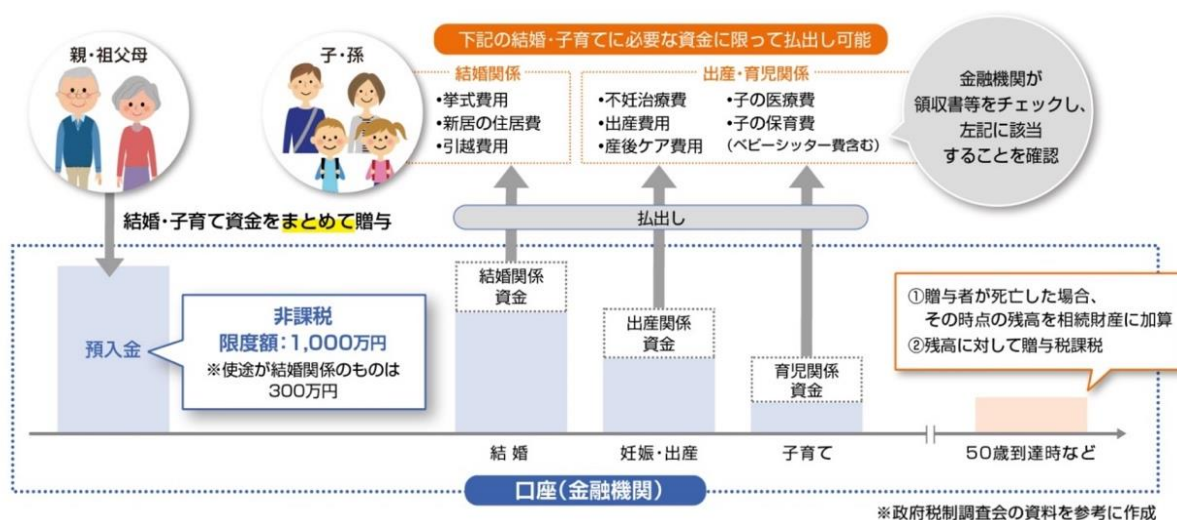 親・祖父母
子・孫
下記の結婚・子育てに必要な資金に限って払出し可能
結婚関係
•挙式費用
•新居の住居費
•引越費用
出産・育児関係
•不妊治療費
•出産費用
•産後ケア費用
•子の医療費
•子の保育費
(ベビーシッター費含む)
金融機関が
領収書等をチェックし、
左記に該当
することを確認
結婚・子育て資金をまとめて贈与
払出し
預入金
非課税
限度額：1,000万円
※使途が結婚関係のものは
300万円
結婚関係
資金
出産関係
資金
育児関係
資金
①贈与者が死亡した場合、
その時点の残高を相続財産に加算
②残高に対して贈与税課税
結婚
妊娠・出産
子育て
50歳到達時など
口座(金融機関)
※政府税制調査会の資料を参考に作成